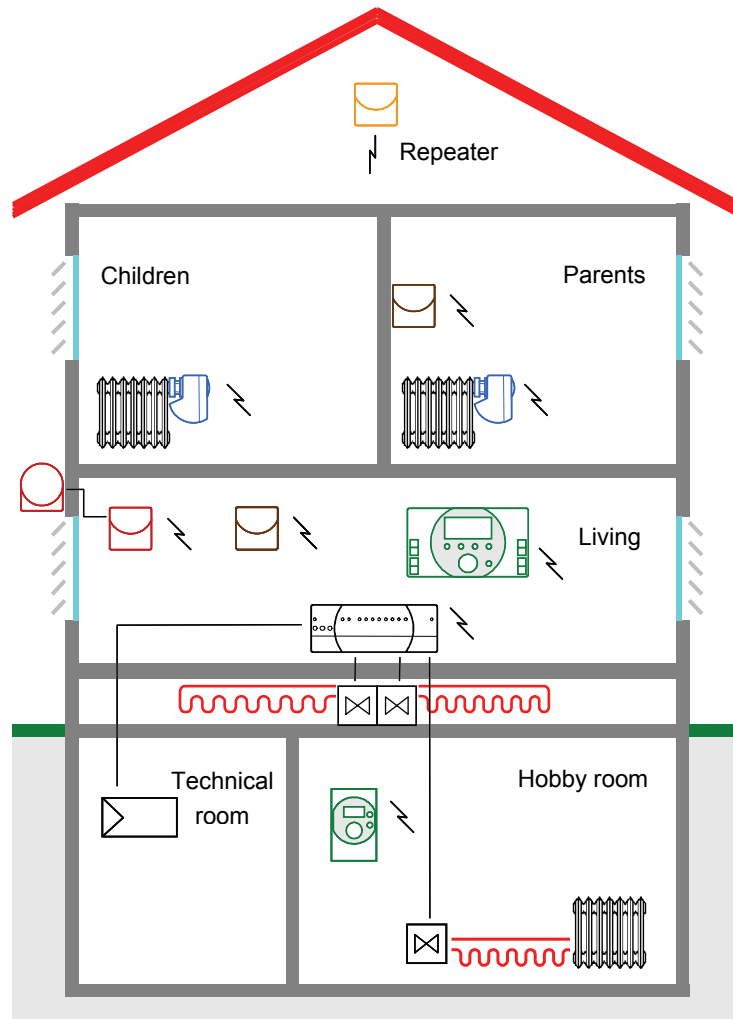 Repeater
Children
Parents
Living
Technical
room
Hobby room